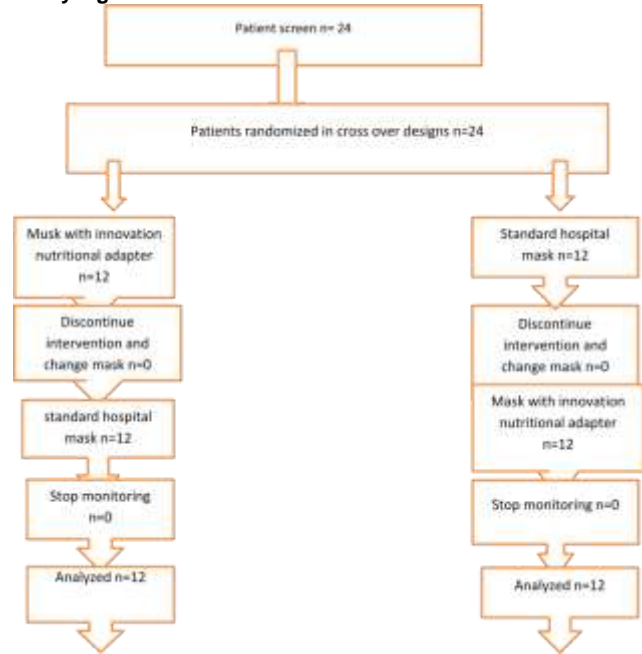 Patient screen n= 24
Patients randomized in cross over designs n=24
Musk with innovation
nutritional adapter
n=12
Discontinue
intervention and
change mask n=0
standard hospital
mask n=12
Stop monitoring
n=0
Analyzed n=12
Standard hospital
mask n=12
Discontinue
intervention and
change mask n=0
Mask with innovation
nutritional adapter
n=12
Stop monitoring n=0
Analyzed n=12